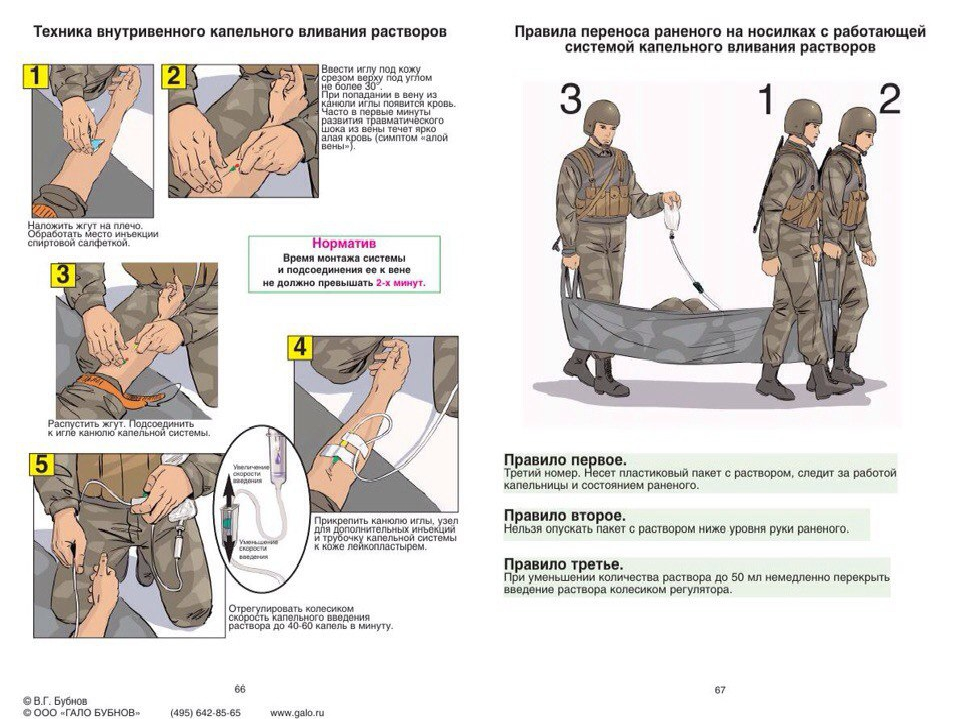 Техника внутривенного капельного вливания растворов
1
2
Ввести иглу под кожу
срезом верху под углом
не более 30°.
При попадании в вену из
канюли иглы появится кровь.
Часто в первые минуты
развития травматического
шока из вены течет ярко
алая кровь (симптом «алой
вены»).
Наложить жгут на плечо.
Обработать место инъекции
спиртовой салфеткой.
Норматив
Время монтажа системы
и подсоединения ее к вене
не должно превышать 2-х минут.
3
Распустить жгут. Подсоединить
к игле канюлю капельной системы.
4
Прикрепить канюлю иглы, узел
для дополнительных инъекций
и трубочку капельной системы
к коже лейкопластырем.
5
Увеличение
скорости
введения
Уменьшение
скорости
введения
Отрегулировать колесиком
скорость капельного введения
раствора до 40-60 капель в минуту.
66
© В.Г. Бубнов
© ООО «ГАЛО БУБНОВ» (495) 642-85-65 www.galo.ru
Правила переноса раненого на носилках с работающей
системой капельного вливания растворов
3 1 2
Правило первое.
Третий номер. Несет пластиковый пакет с раствором, следит за работой
капельницы и состоянием раненого.
Правило второе.
Нельзя опускать пакет с раствором ниже уровня руки раненого.
Правило третье.
При уменьшении количества раствора до 50 мл немедленно перекрыть
введение раствора колесиком регулятора.
67